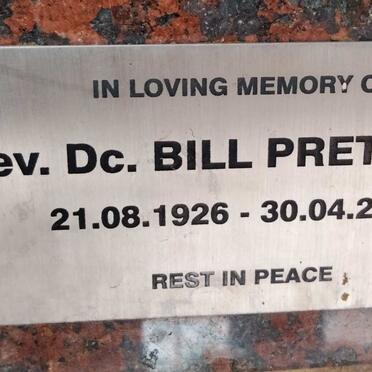 IN LOVING MEMORY O
ev. Dc. BILL PRET
21.08.1926 - 30.04.2
REST IN PEACE